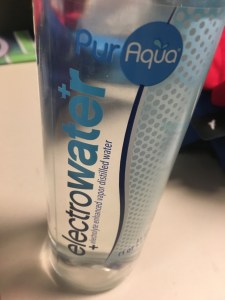 PurAqua
electrowater
+electrolyte enhanced vapor distilled water